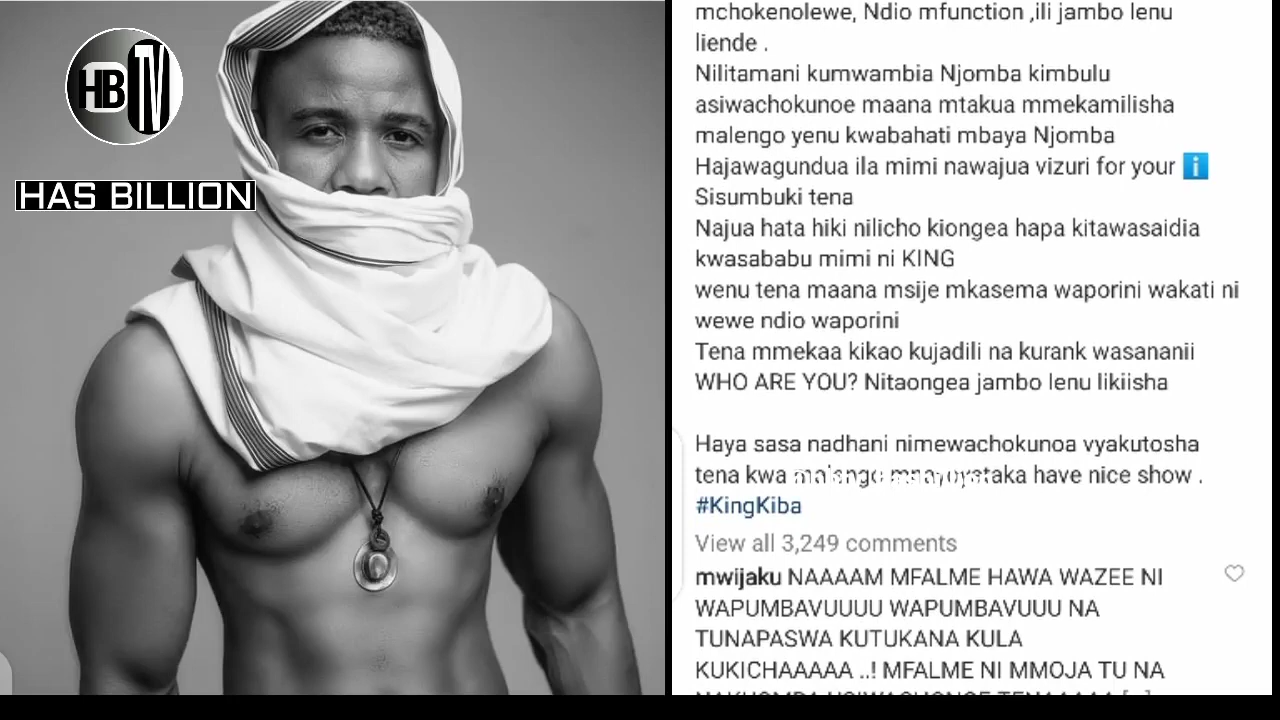 HB TV
HAS BILLION
mchokenolewe, Ndio mfunction ,ili jambo lenu
liende .
Nilitamani kumwambia Njomba kimbulu
asiwachokunoe maana mtakua mmekamilisha
malengo yenu kwabahati mbaya Njomba
Hajawagundua ila mimi nawajua vizuri for your ℹ️
Sisumbuki tena
Najua hata hiki nilicho kiongea hapa kitawasaidia
kwasababu mimi ni KING
wenu tena maana msije mkasema waporini wakati ni
wewe ndio waporini
Tena mmekaa kikao kujadili na kurank wasananii
WHO ARE YOU? Nitaongea jambo lenu likiisha
Haya sasa nadhani nimewachokunoa vyakutosha
tena kwa have nice show .
#KingKiba
View all 3,249 comments
mwijaku NAAAAM MFALME HAWA WAZEE NI
WAPUMBAVUUUU WAPUMBAVUUU NA
TUNAPASWA KUTUKANA KULA
KUKICHAAAAA ..! MFALME NI MMOJA TU NA